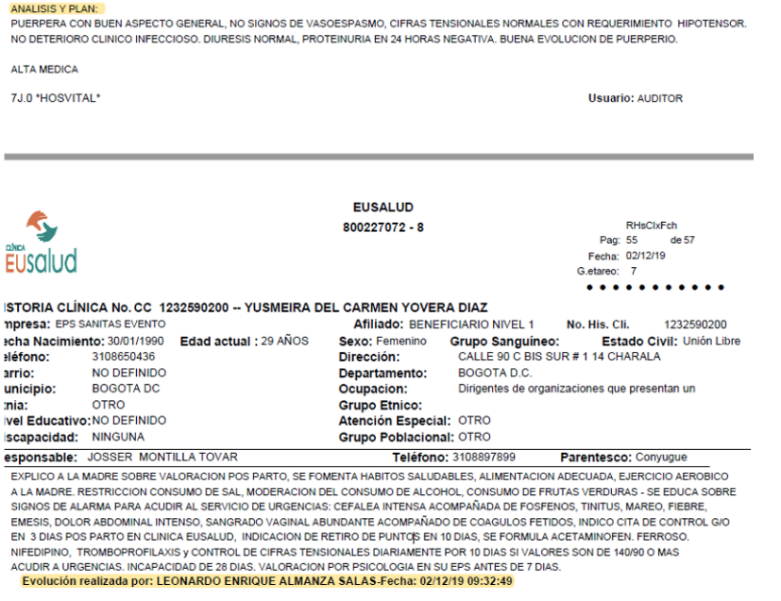 ANALISIS Y PLAN:
PUERPERA CON BUEN ASPECTO GENERAL, NO SIGNOS DE VASOESPASMO, CIFRAS TENSIONALES NORMALES CON REQUERIMIENTO HIPOTENSOR.
NO DETERIORO CLINICO INFECCIOSO. DIURESIS NORMAL, PROTEINURIA EN 24 HORAS NEGATIVA. BUENA EVOLUCION DE PUERPERIO.
ALTA MEDICA
7J.0 *HOSVITAL* Usuario: AUDITOR
EUSALUD
800227072 - 8
RHsClxFch
Pag: 55 de 57
Fecha: 02/12/19
G.etareo: 7
CLÍNICA
EUSalud
ISTORIA CLÍNICA No. CC 1232590200 -- YUSMEIRA DEL CARMEN YOVERA DIAZ
mpresa: EPS SANITAS EVENTO Afiliado: BENEFICIARIO NIVEL 1 No. His. Cli. 1232590200
echa Nacimiento: 30/01/1990 Edad actual : 29 AÑOS Sexo: Femenino Grupo Sanguíneo: Estado Civil: Unión Libre
eléfono: 3108650436 Dirección: CALLE 90 C BIS SUR # 1 14 CHARALA
arrio: NO DEFINIDO Departamento: BOGOTA D.C.
unicipio: BOGOTA DC Ocupacion: Dirigentes de organizaciones que presentan un
nia: OTRO Grupo Etnico:
vel Educativo: NO DEFINIDO Atención Especial: OTRO
iscapacidad: NINGUNA Grupo Poblacional: OTRO
esponsable: JOSSER MONTILLA TOVAR Teléfono: 3108897899 Parentesco: Conyugue
EXPLICO A LA MADRE SOBRE VALORACION POS PARTO, SE FOMENTA HABITOS SALUDABLES, ALIMENTACION ADECUADA, EJERCICIO AEROBICO
A LA MADRE. RESTRICCION CONSUMO DE SAL, MODERACION DEL CONSUMO DE ALCOHOL, CONSUMO DE FRUTAS VERDURAS - SE EDUCA SOBRE
SIGNOS DE ALARMA PARA ACUDIR AL SERVICIO DE URGENCIAS: CEFALEA INTENSA ACOMPAÑADA DE FOSFENOS, TINITUS, MAREO, FIEBRE,
EMESIS, DOLOR ABDOMINAL INTENSO, SANGRADO VAGINAL ABUNDANTE ACOMPAÑADO DE COAGULOS FETIDOS, INDICO CITA DE CONTROL G/O
EN 3 DIAS POS PARTO EN CLINICA EUSALUD, INDICACION DE RETIRO DE PUNTOS EN 10 DIAS, SE FORMULA ACETAMINOFEN. FERROSO.
NIFEDIPINO, TROMBOPROFILAXIS y CONTROL DE CIFRAS TENSIONALES DIARIAMENTE POR 10 DIAS SI VALORES SON DE 140/90 O MAS
ACUDIR A URGENCIAS. INCAPACIDAD DE 28 DIAS. VALORACION POR PSICOLOGIA EN SU EPS ANTES DE 7 DIAS.
Evolución realizada por: LEONARDO ENRIQUE ALMANZA SALAS-Fecha: 02/12/19 09:32:49